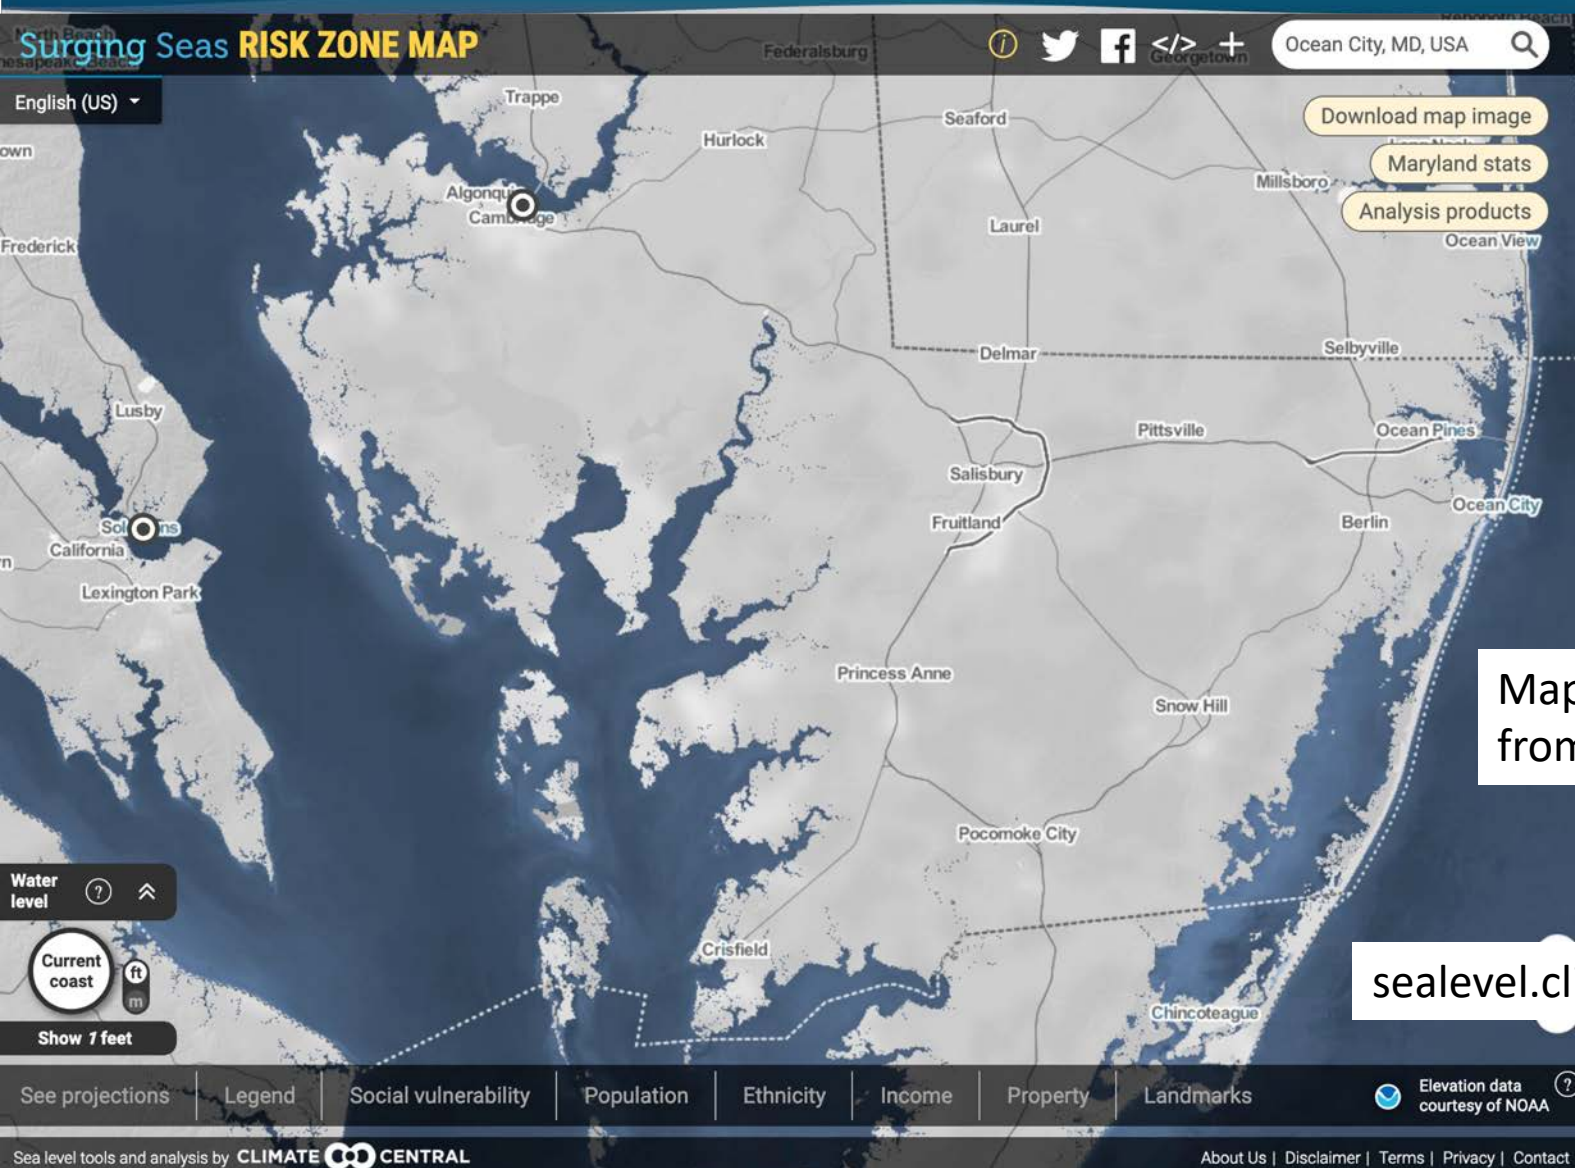 Surging Seas RISK ZONE MAP
Ocean City, MD, USA
English (US)
Federalsburg
Georgetown
Trappe
Download map image
Seaford
own
Hurlock
Maryland stats
Millsboro
Cambridge
Analysis products
Laurel
Frederick
Ocean View
Delmar
Selbyville
Lusby
Pittsville
Ocean Pines
Salisbury
Ocean City
Fruitland
Berlin
California
Lexington Park
Princess Anne
Map
from
Snow Hill
Pocomoke City
Water
level
?
Crisfield
Current
coast
ft
m
sealevel.cl
Chincoteague
Show 1 feet
See projections
Legend
Social vulnerability
Population
Ethnicity
Income
Property
Landmarks
Elevation data
courtesy of NOAA
?
Sea level tools and analysis by CLIMATE CENTRAL
About Us | Disclaimer | Terms | Privacy | Contact